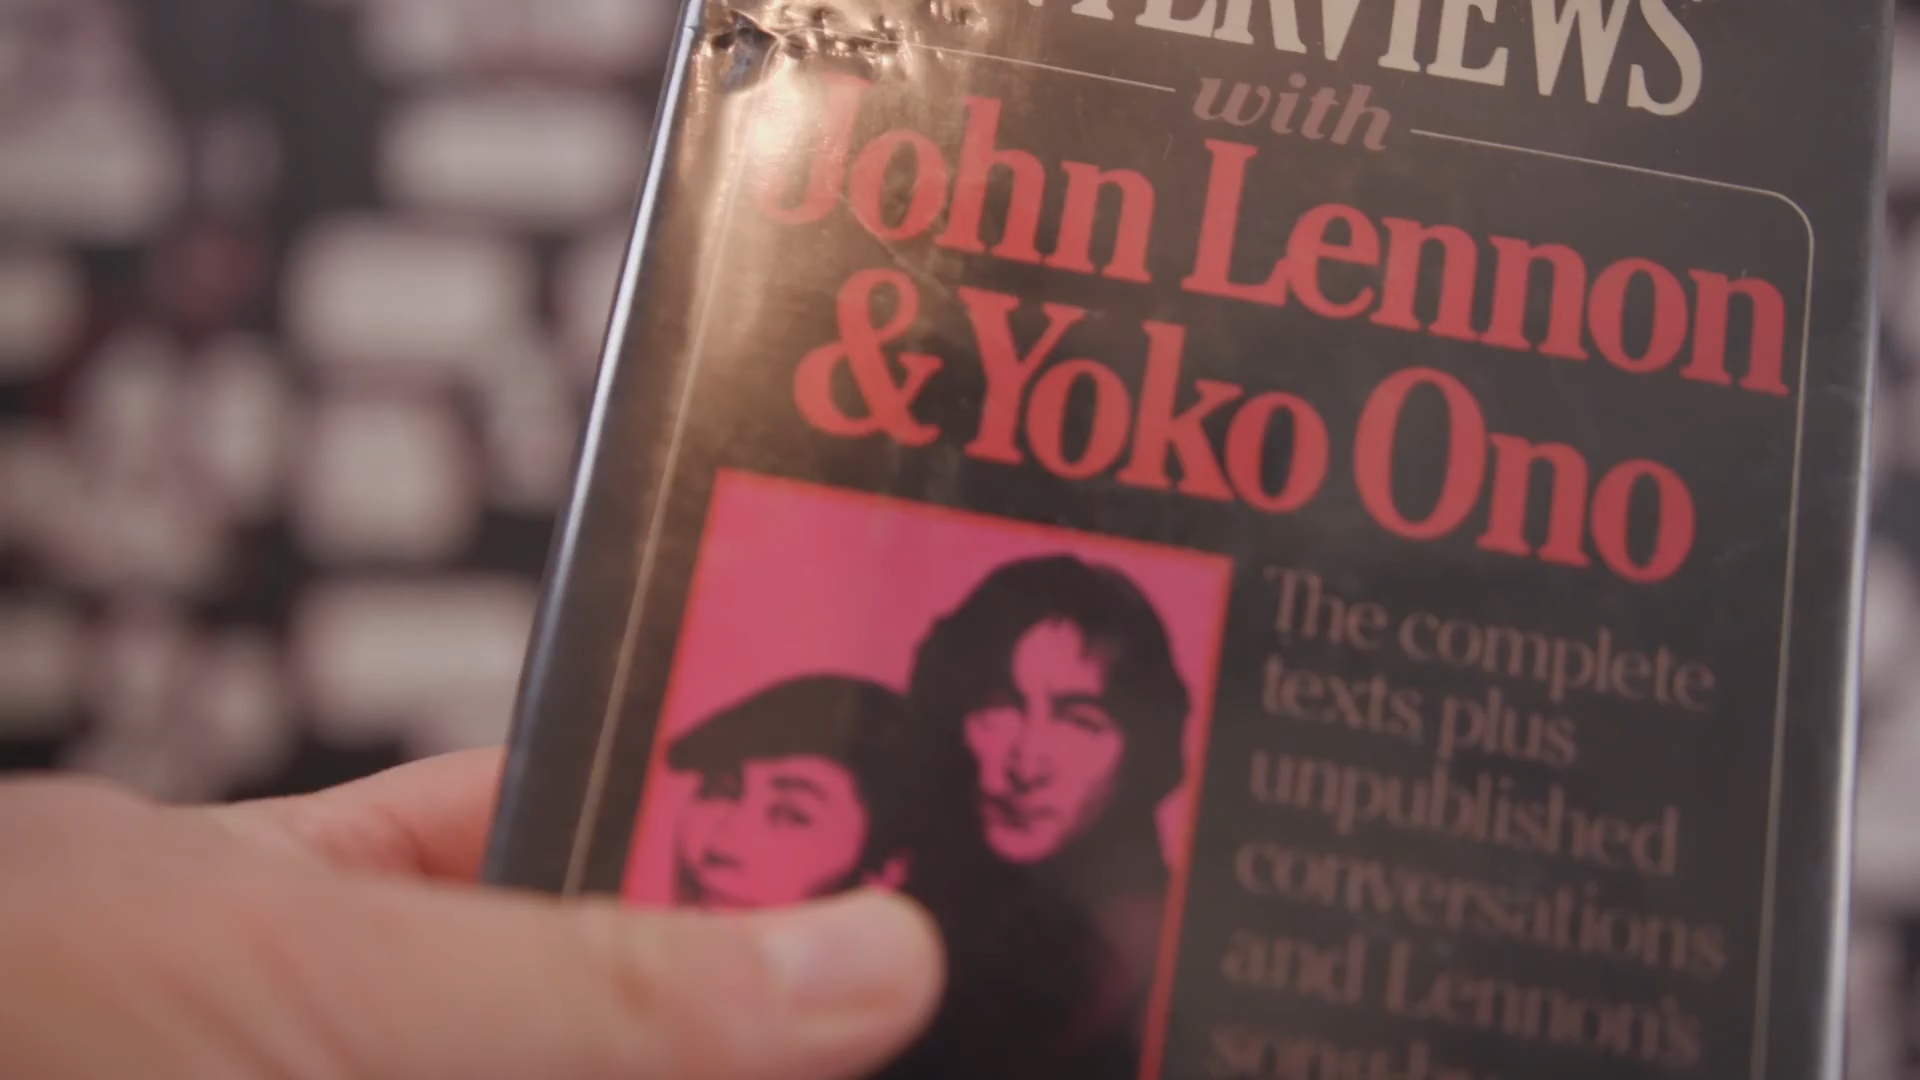 with
John Lennon
& Yoko Ono
The complete
texts plus
unpublished
conversations
and Lennon's